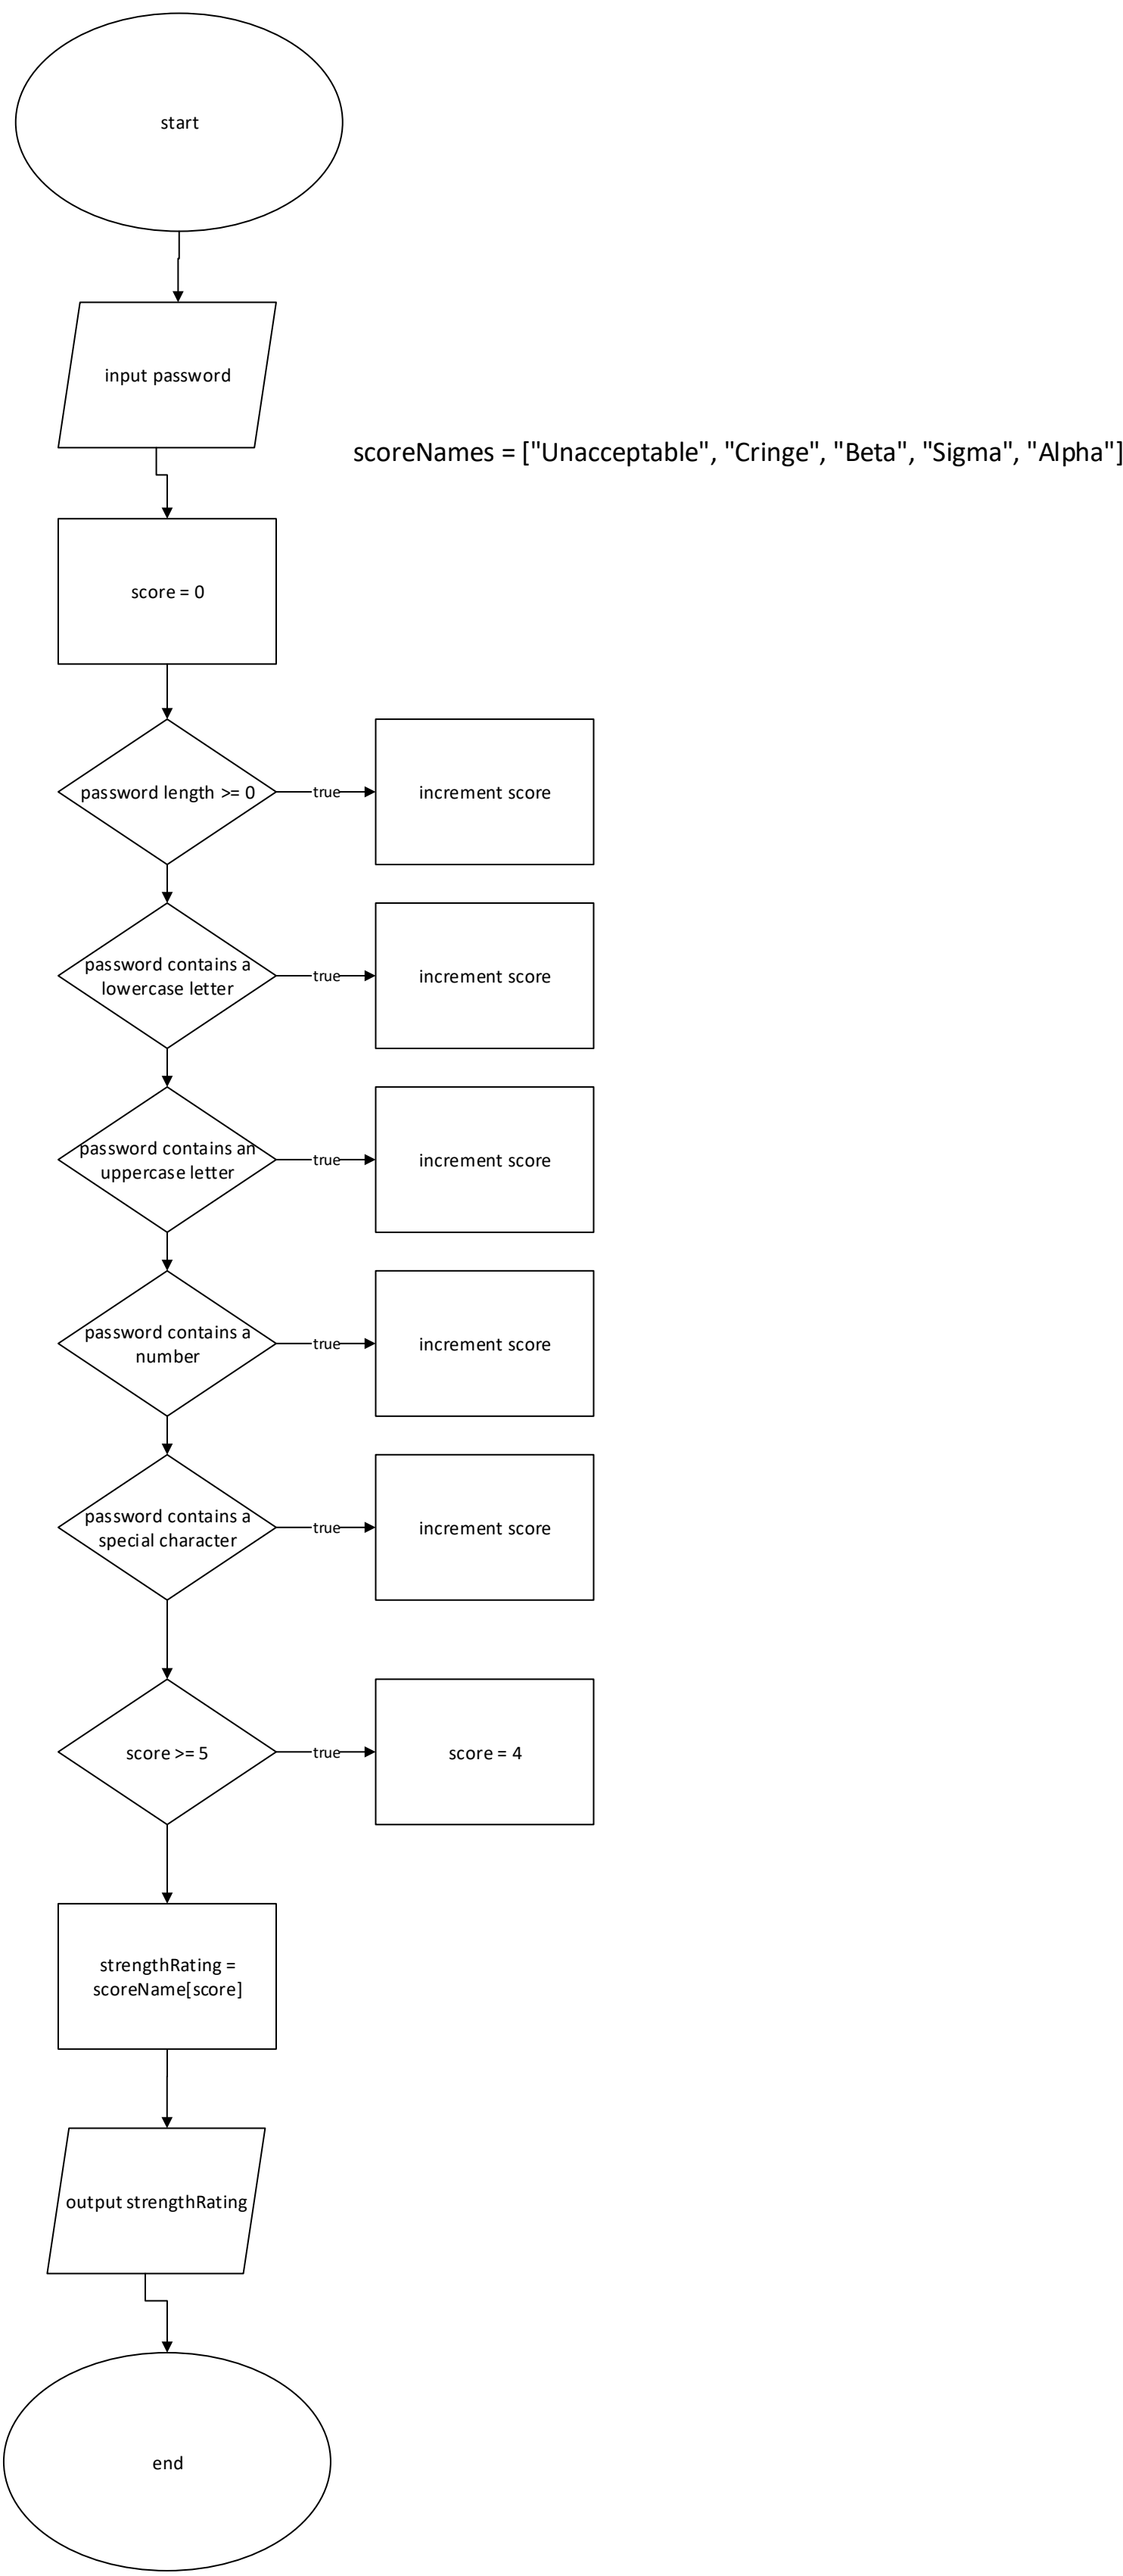 start
input password
scoreNames = ["Unacceptable", "Cringe", "Beta", "Sigma", "Alpha"]
score = 0
password length >= 0
true
increment score
password contains a
lowercase letter
true
increment score
password contains an
uppercase letter
true
increment score
password contains a
number
true
increment score
password contains a
special character
true
increment score
score >= 5
true
score = 4
strengthRating =
scoreName[score]
output strengthRating
end